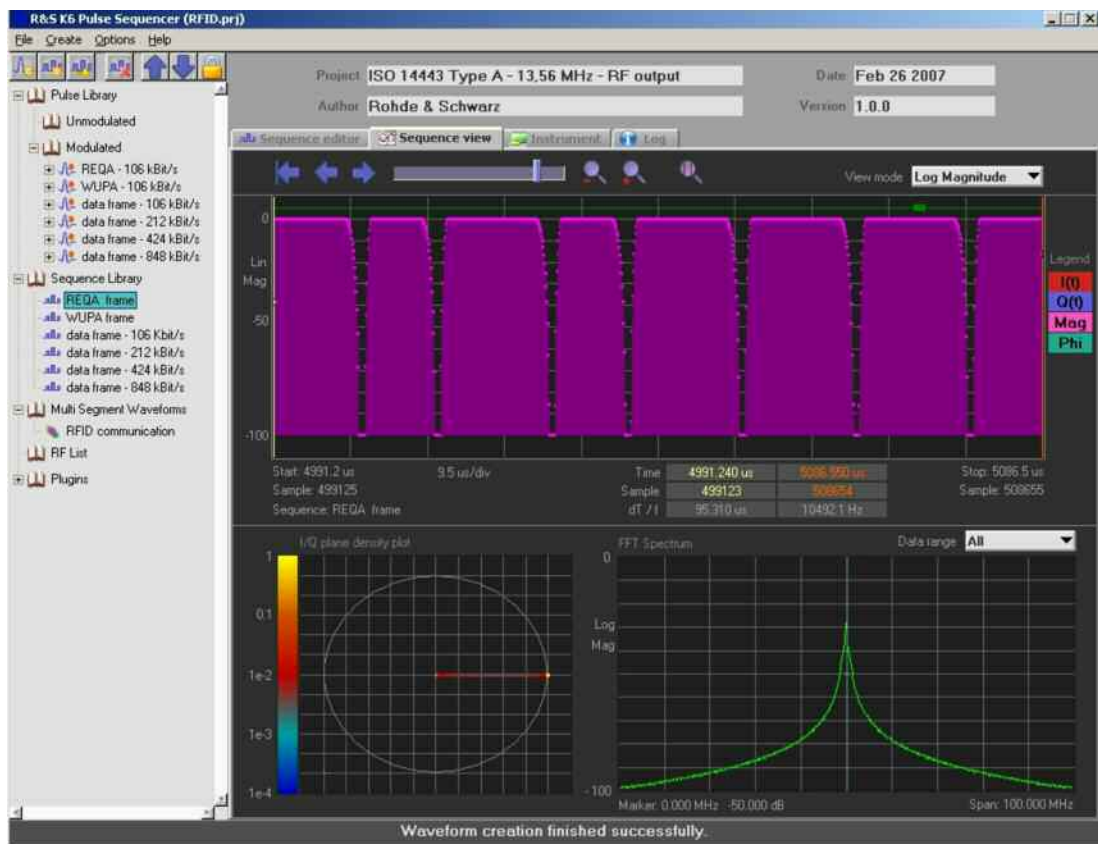 R&S K6 Pulse Sequencer (RFID.prj)
File Create Options Help
Project ISO 14443 Type A - 13,56 MHz - RF output
Date Feb 26 2007
Author Rohde & Schwarz
Version 1.0.0
Pulse Library
Unmodulated
Modulated
REQA - 106 kBit/s
WUPA - 106 kBit/s
data frame - 106 kBit/s
data frame - 212 kBit/s
data frame - 424 kBit/s
data frame - 848 kBit/s
Sequence Library
REQA frame
WUPA frame
data frame - 106 Kbit/s
data frame - 212 kBit/s
data frame - 424 kBit/s
data frame - 848 kBit/s
Multi Segment Waveforms
RFID communication
RF List
Plugins
Sequence editor Sequence view Instrument Log
View mode Log Magnitude
0
Lin
Mag
-50
-100
Legend
I(t)
Q(t)
Mag
Phi
Start: 4991.2 us 9.5 us/div Time 4991.240 us 5086.550 us Stop: 5086.5 us
Sample: 499125 Sample 499123 508654 Sample: 508655
Sequence: REQA frame dT / f 95.310 us 10492.1 Hz
I/Q plane density plot
1
0.1
1e-2
1e-3
1e-4
FFT Spectrum Data range All
0
Log
Mag
-100
Marker: 0.000 MHz -50.000 dB Span: 100.000 MHz
Waveform creation finished successfully.